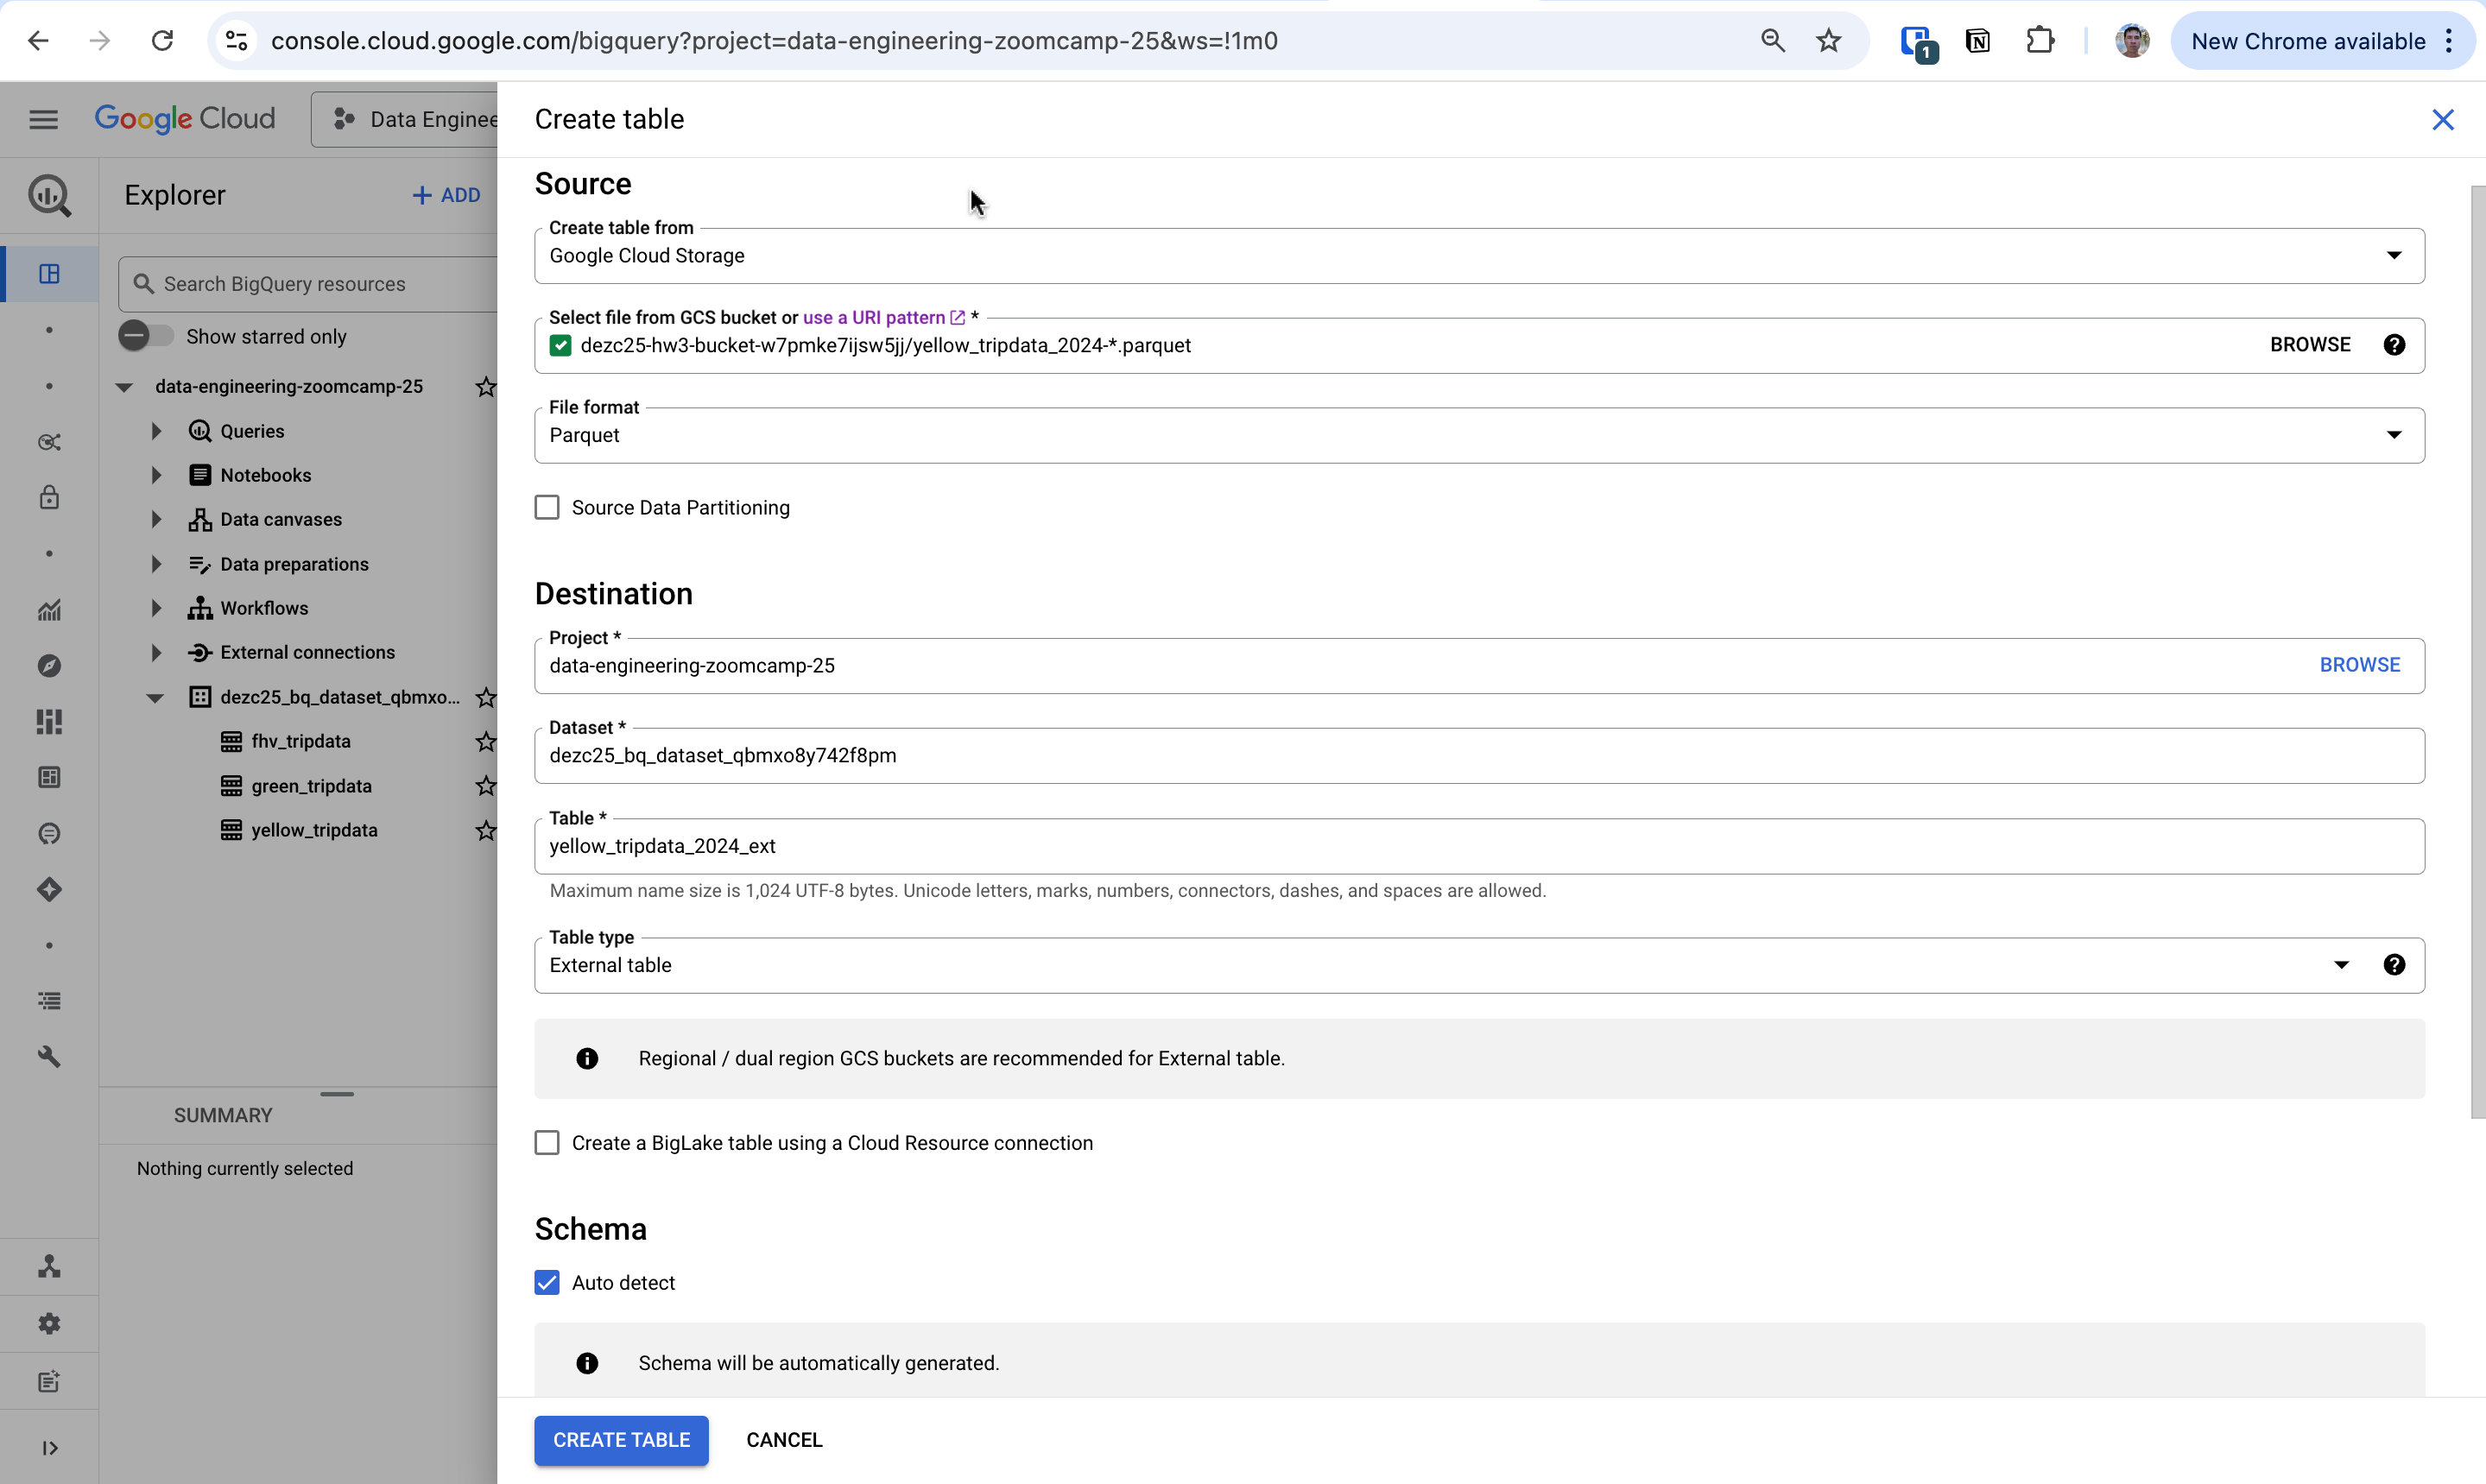 console.cloud.google.com/bigquery?project=data-engineering-zoomcamp-25&ws=!1m0
1
New Chrome available
Google Cloud
Data Enginee
Create table
Explorer
ADD
Search BigQuery resources
Show starred only
data-engineering-zoomcamp-25
Queries
Notebooks
Data canvases
Data preparations
Workflows
External connections
dezc25_bq_dataset_qbmxo...
fhv_tripdata
green_tripdata
yellow_tripdata
SUMMARY
Nothing currently selected
Source
Create table from
Google Cloud Storage
Select file from GCS bucket or use a URI pattern *
dezc25-hw3-bucket-w7pmke7ijsw5jj/yellow_tripdata_2024-*.parquet
BROWSE
File format
Parquet
Source Data Partitioning
Destination
Project *
data-engineering-zoomcamp-25
BROWSE
Dataset *
dezc25_bq_dataset_qbmxo8y742f8pm
Table *
yellow_tripdata_2024_ext
Maximum name size is 1,024 UTF-8 bytes. Unicode letters, marks, numbers, connectors, dashes, and spaces are allowed.
Table type
External table
Regional / dual region GCS buckets are recommended for External table.
Create a BigLake table using a Cloud Resource connection
Schema
Auto detect
Schema will be automatically generated.
CREATE TABLE
CANCEL